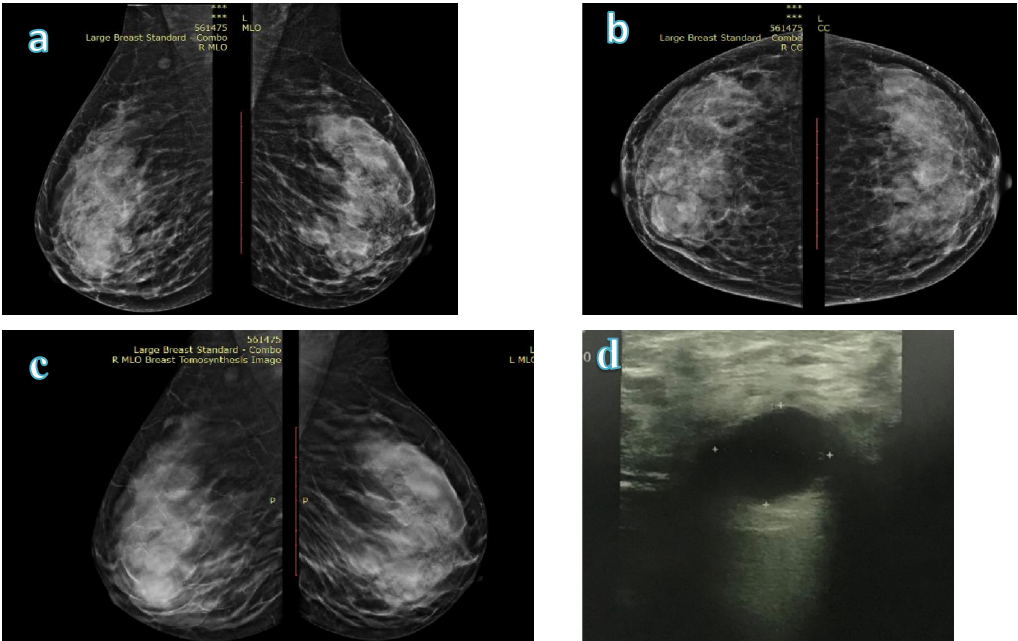 a
***
***
561475
Large Breast Standard - Combo
R MLO
L
MLO
b
***
***
561475
Large Breast Standard - Combo
R CC
L
CC
c
561475
Large Breast Standard - Combo
R MLO Breast Tomosynthesis Image
L
L MLO
P
P
0
d